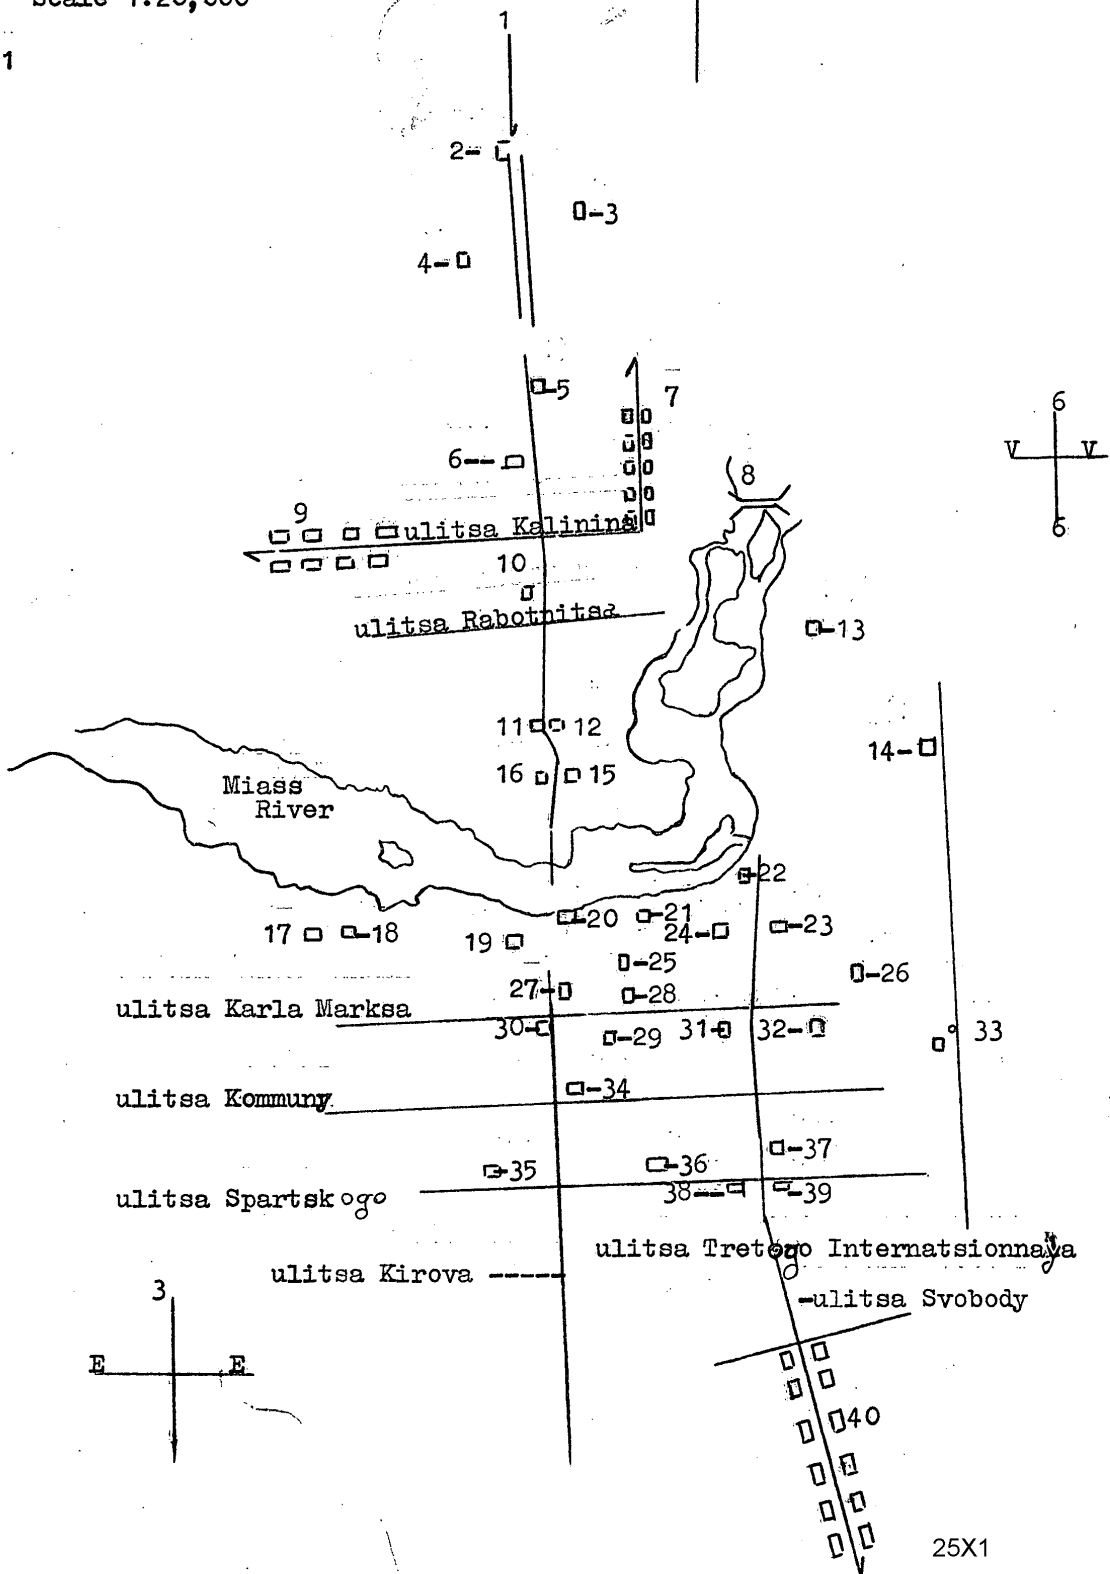 Scale 1:20,000
1
1
2-
-3
4-
-5
7
6
6--
V V
8
9
ulitsa Kalinina
6
10
ulitsa Rabotnitsa
-13
11 12
14-
16 15
Miass
River
-22
17 -18 19 -20 -21
24- -23
-25 -26
27- -28
ulitsa Karla Marksa
30- -29 31- 32- 33
-34
ulitsa Kommuny
-37
-35 -36
38-- -39
ulitsa Spartskogo
ulitsa Tretogo Internatsionnaya
ulitsa Kirova ------
3
-ulitsa Svobody
E E
40
25X1